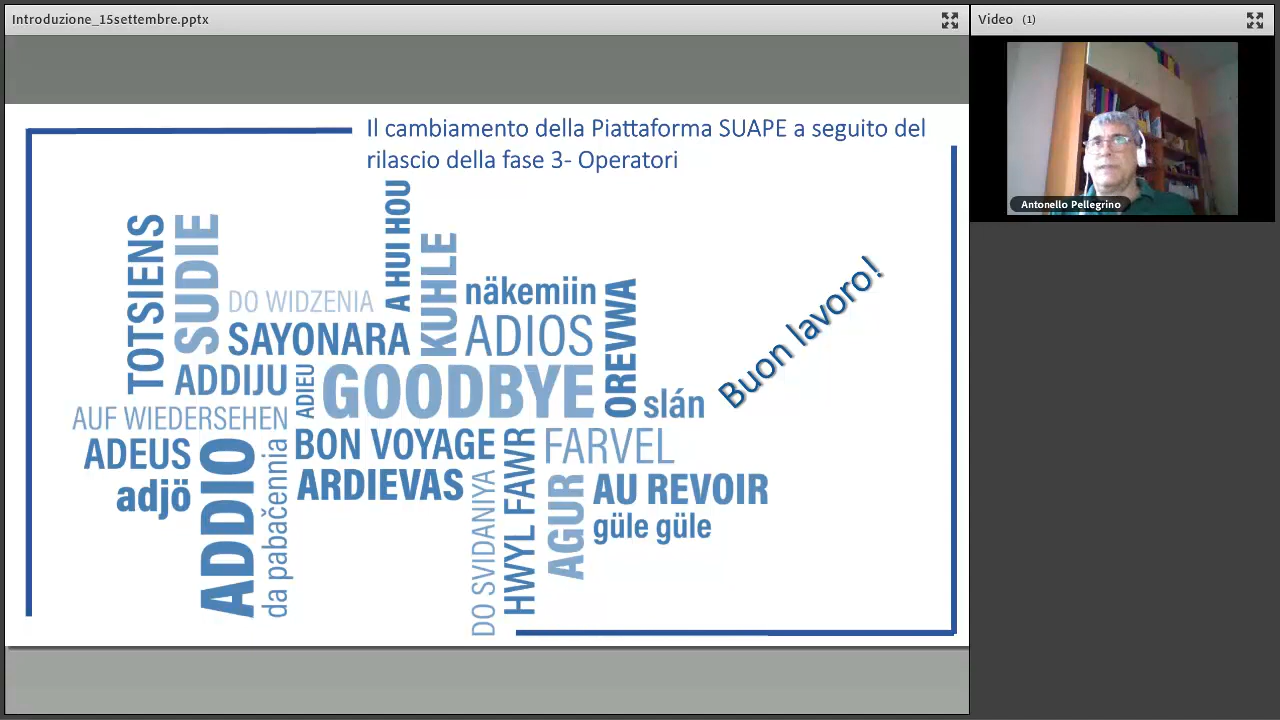 Introduzione_15settembre.pptx
Video (1)
Antonello Pellegrino
Il cambiamento della Piattaforma SUAPE a seguito del
rilascio della fase 3- Operatori
TOTSIENS
SUDIE
DO WIDZENIA
A HUI HOU
KUHLE
näkemiin
OREVWA
SAYONARA
ADIOS
ADDIJU
ADIEU
GOODBYE
slán
Buon lavoro!
AUF WIEDERSEHEN
ADEUS
adjö
ADDIO
da pabačennia
BON VOYAGE
ARDIEVAS
DO SVIDANIYA
HWYL FAWR
FARVEL
AGUR
AU REVOIR
güle güle